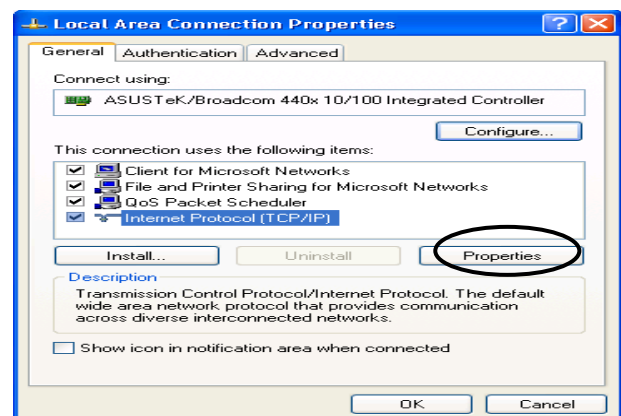 Local Area Connection Properties
General Authentication Advanced
Connect using:
ASUSTeK/Broadcom 440x 10/100 Integrated Controller
Configure...
This connection uses the following items:
Client for Microsoft Networks
File and Printer Sharing for Microsoft Networks
QoS Packet Scheduler
Internet Protocol (TCP/IP)
Install... Uninstall Properties
Description
Transmission Control Protocol/Internet Protocol. The default
wide area network protocol that provides communication
across diverse interconnected networks.
Show icon in notification area when connected
OK Cancel